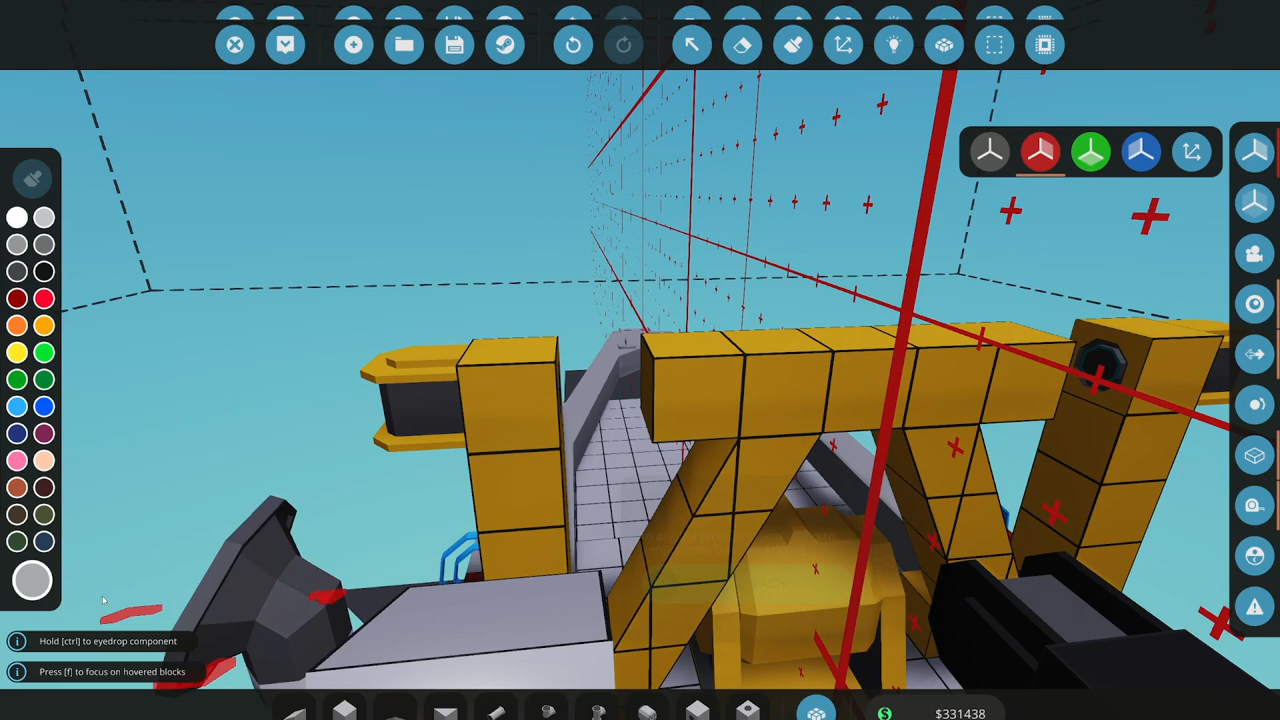 Hold [ctrl] to eyedrop component
Press [f] to focus on hovered blocks
$331438